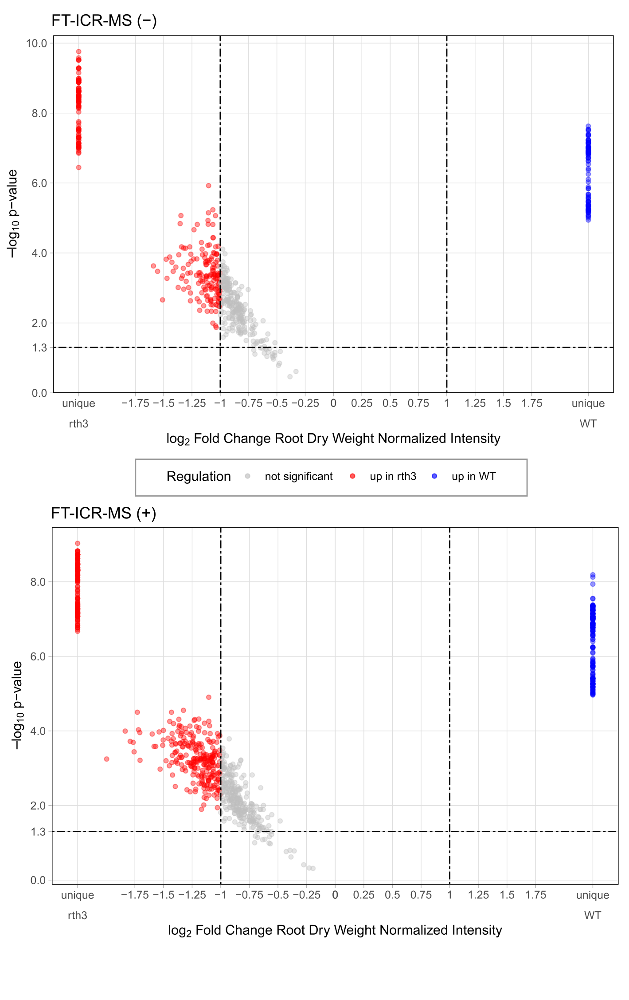 FT-ICR-MS (−)
10.0
8.0
6.0
4.0
2.0
1.3
0.0
−log10 p−value
unique −1.75 −1.5 −1.25 −1 −0.75 −0.5 −0.25 0 0.25 0.5 0.75 1 1.25 1.5 1.75 unique
rth3 WT
log2 Fold Change Root Dry Weight Normalized Intensity
Regulation not significant up in rth3 up in WT
FT-ICR-MS (+)
8.0
6.0
4.0
2.0
1.3
0.0
−log10 p−value
unique −1.75 −1.5 −1.25 −1 −0.75 −0.5 −0.25 0 0.25 0.5 0.75 1 1.25 1.5 1.75 unique
rth3 WT
log2 Fold Change Root Dry Weight Normalized Intensity